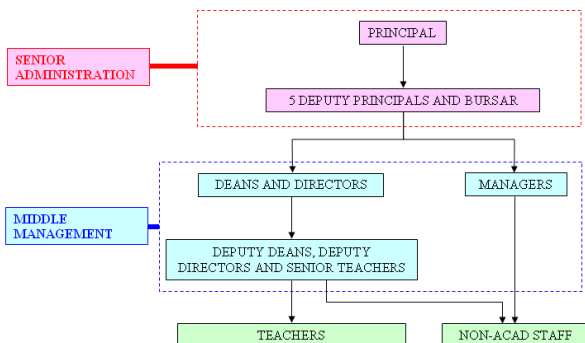 PRINCIPAL
SENIOR
ADMINISTRATION
5 DEPUTY PRINCIPALS AND BURSAR
DEANS AND DIRECTORS
MANAGERS
MIDDLE
MANAGEMENT
DEPUTY DEANS, DEPUTY
DIRECTORS AND SENIOR TEACHERS
TEACHERS
NON-ACAD STAFF